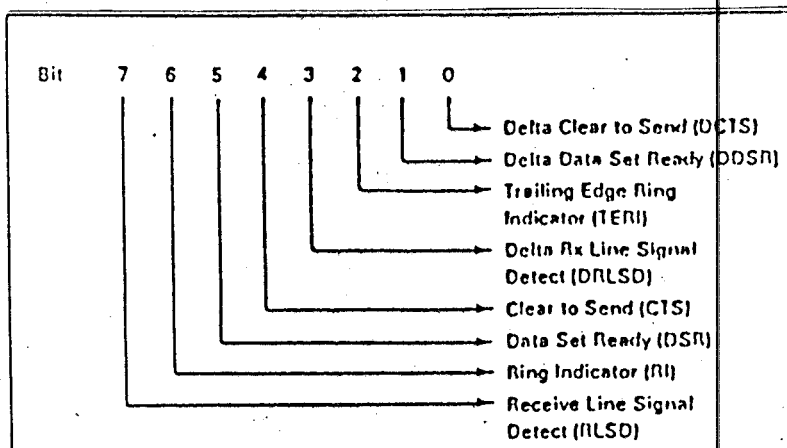 Bit 7 6 5 4 3 2 1 0
Delta Clear to Send (DCTS)
Delta Data Set Ready (DDSR)
Trailing Edge Ring
Indicator (TERI)
Delta Rx Line Signal
Detect (DRLSD)
Clear to Send (CTS)
Data Set Ready (DSR)
Ring Indicator (RI)
Receive Line Signal
Detect (RLSD)